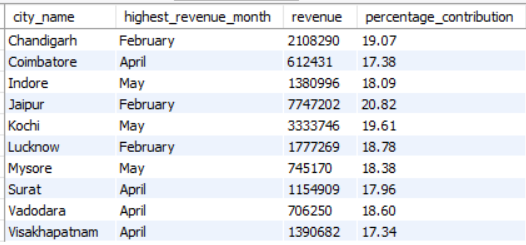 city_name highest_revenue_month revenue percentage_contribution
Chandigarh February 2108290 19.07
Coimbatore April 612431 17.38
Indore May 1380996 18.09
Jaipur February 7747202 20.82
Kochi May 3333746 19.61
Lucknow February 1777269 18.78
Mysore May 745170 18.38
Surat April 1154909 17.96
Vadodara April 706250 18.60
Visakhapatnam April 1390682 17.34